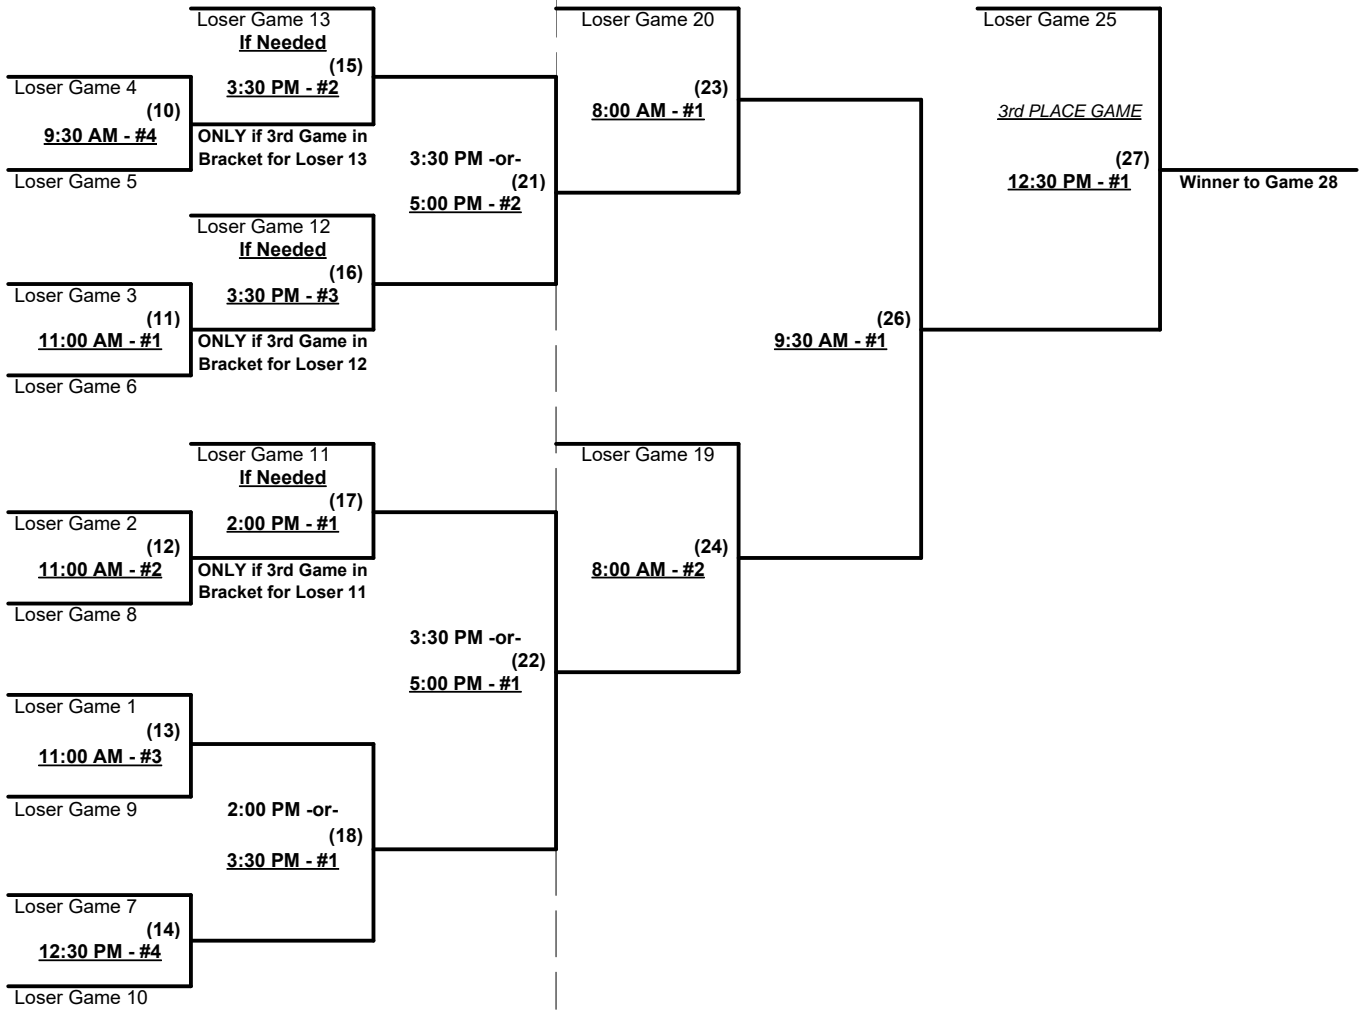 Loser Game 13
If Needed
(15)
3:30 PM - #2
Loser Game 4
(10)
9:30 AM - #4
ONLY if 3rd Game in
Bracket for Loser 13
Loser Game 5
Loser Game 12
If Needed
(16)
3:30 PM - #3
Loser Game 3
(11)
11:00 AM - #1
ONLY if 3rd Game in
Bracket for Loser 12
Loser Game 6
3:30 PM -or-
(21)
5:00 PM - #2
Loser Game 11
If Needed
(17)
2:00 PM - #1
Loser Game 2
(12)
11:00 AM - #2
ONLY if 3rd Game in
Bracket for Loser 11
Loser Game 8
Loser Game 1
(13)
11:00 AM - #3
Loser Game 9
2:00 PM -or-
(18)
3:30 PM - #1
Loser Game 7
(14)
12:30 PM - #4
Loser Game 10
3:30 PM -or-
(22)
5:00 PM - #1
Loser Game 20
(23)
8:00 AM - #1
Loser Game 19
(24)
8:00 AM - #2
(26)
9:30 AM - #1
Loser Game 25
3rd PLACE GAME
(27)
12:30 PM - #1
Winner to Game 28